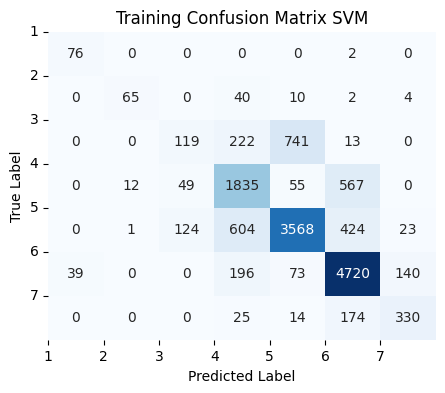 Training Confusion Matrix SVM
1
76 0 0 0 0 2 0
2
0 65 0 40 10 2 4
3
0 0 119 222 741 13 0
4
0 12 49 1835 55 567 0
5
0 1 124 604 3568 424 23
6
39 0 0 196 73 4720 140
7
0 0 0 25 14 174 330
1 2 3 4 5 6 7
True Label
Predicted Label